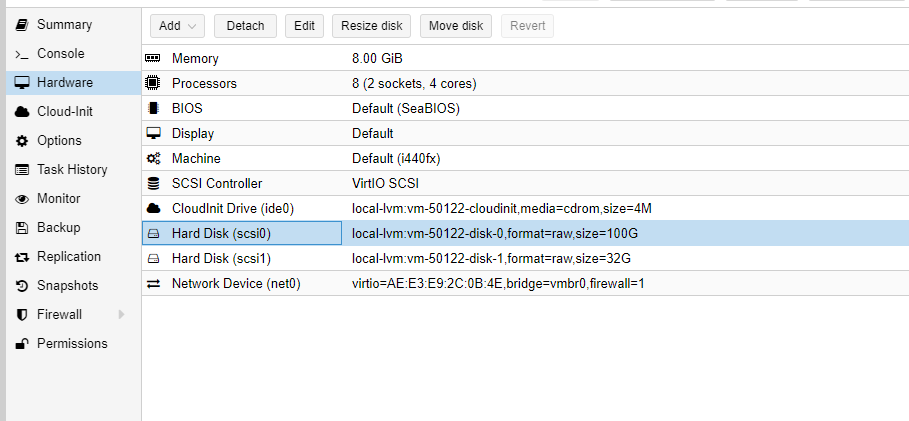 Summary
Console
Hardware
Cloud-Init
Options
Task History
Monitor
Backup
Replication
Snapshots
Firewall
Permissions
Add Detach Edit Resize disk Move disk Revert
Memory 8.00 GiB
Processors 8 (2 sockets, 4 cores)
BIOS Default (SeaBIOS)
Display Default
Machine Default (i440fx)
SCSI Controller VirtIO SCSI
CloudInit Drive (ide0) local-lvm:vm-50122-cloudinit,media=cdrom,size=4M
Hard Disk (scsi0) local-lvm:vm-50122-disk-0,format=raw,size=100G
Hard Disk (scsi1) local-lvm:vm-50122-disk-1,format=raw,size=32G
Network Device (net0) virtio=AE:E3:E9:2C:0B:4E,bridge=vmbr0,firewall=1